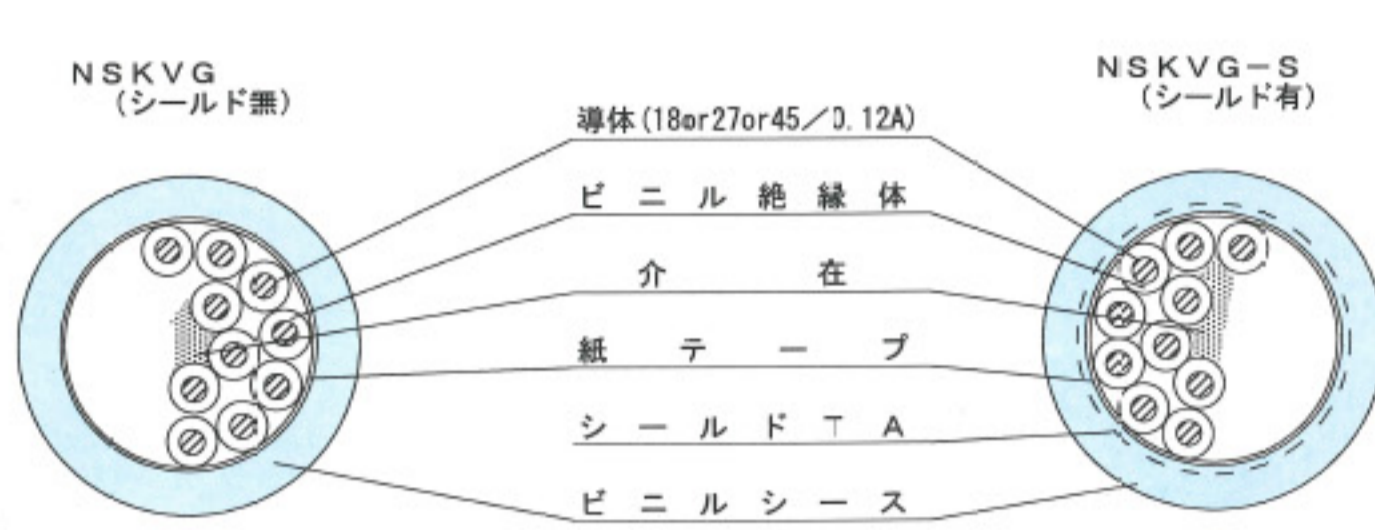 NSKVG
(シールド無)
NSKVG-S
(シールド有)
導体(18or27or45/0.12A)
ビニル絶縁体
介在
紙テープ
シールドTA
ビニルシース